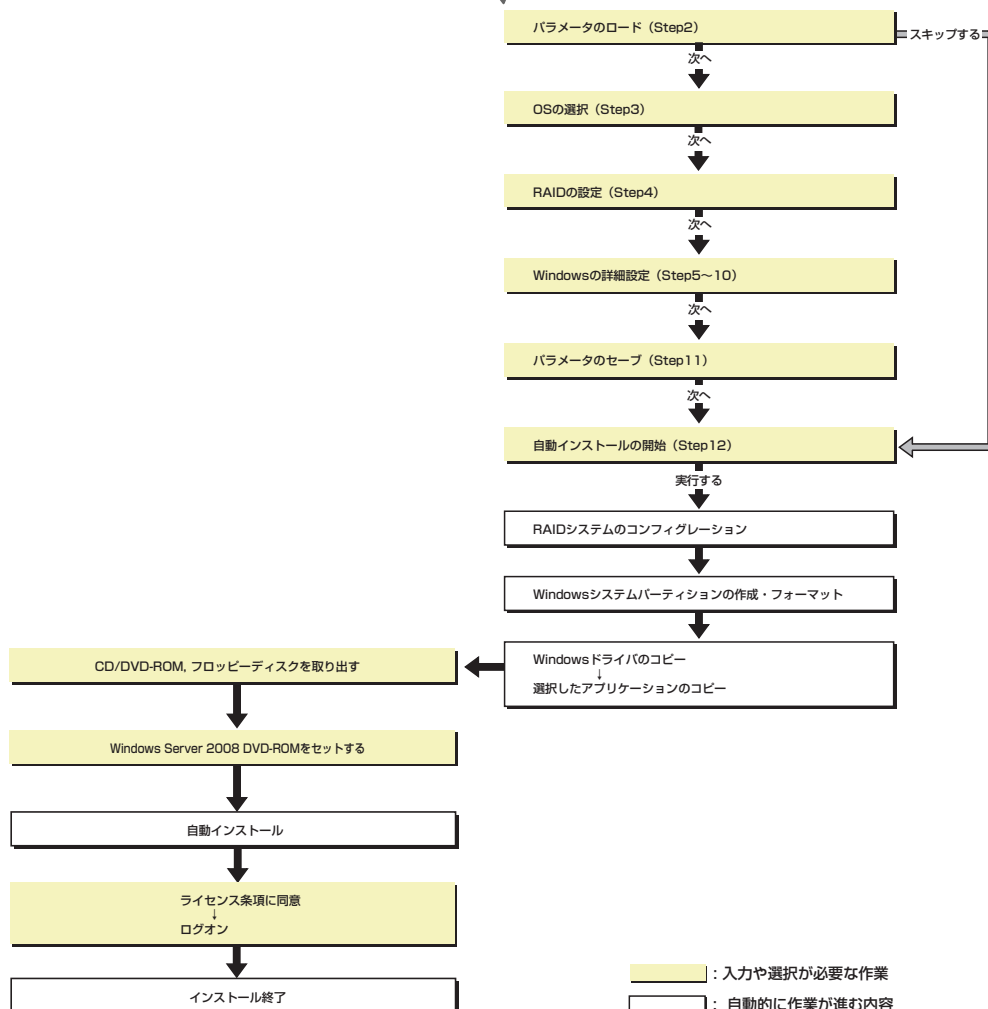 パラメータのロード（Step2）
スキップする
次へ
OSの選択（Step3）
次へ
RAIDの設定（Step4）
次へ
Windowsの詳細設定（Step5～10）
次へ
パラメータのセーブ（Step11）
次へ
自動インストールの開始（Step12）
実行する
RAIDシステムのコンフィグレーション
Windowsシステムパーティションの作成・フォーマット
Windowsドライバのコピー
↓
選択したアプリケーションのコピー
CD/DVD-ROM, フロッピーディスクを取り出す
Windows Server 2008 DVD-ROMをセットする
自動インストール
ライセンス条項に同意
↓
ログオン
インストール終了
：入力や選択が必要な作業
：自動的に作業が進む内容